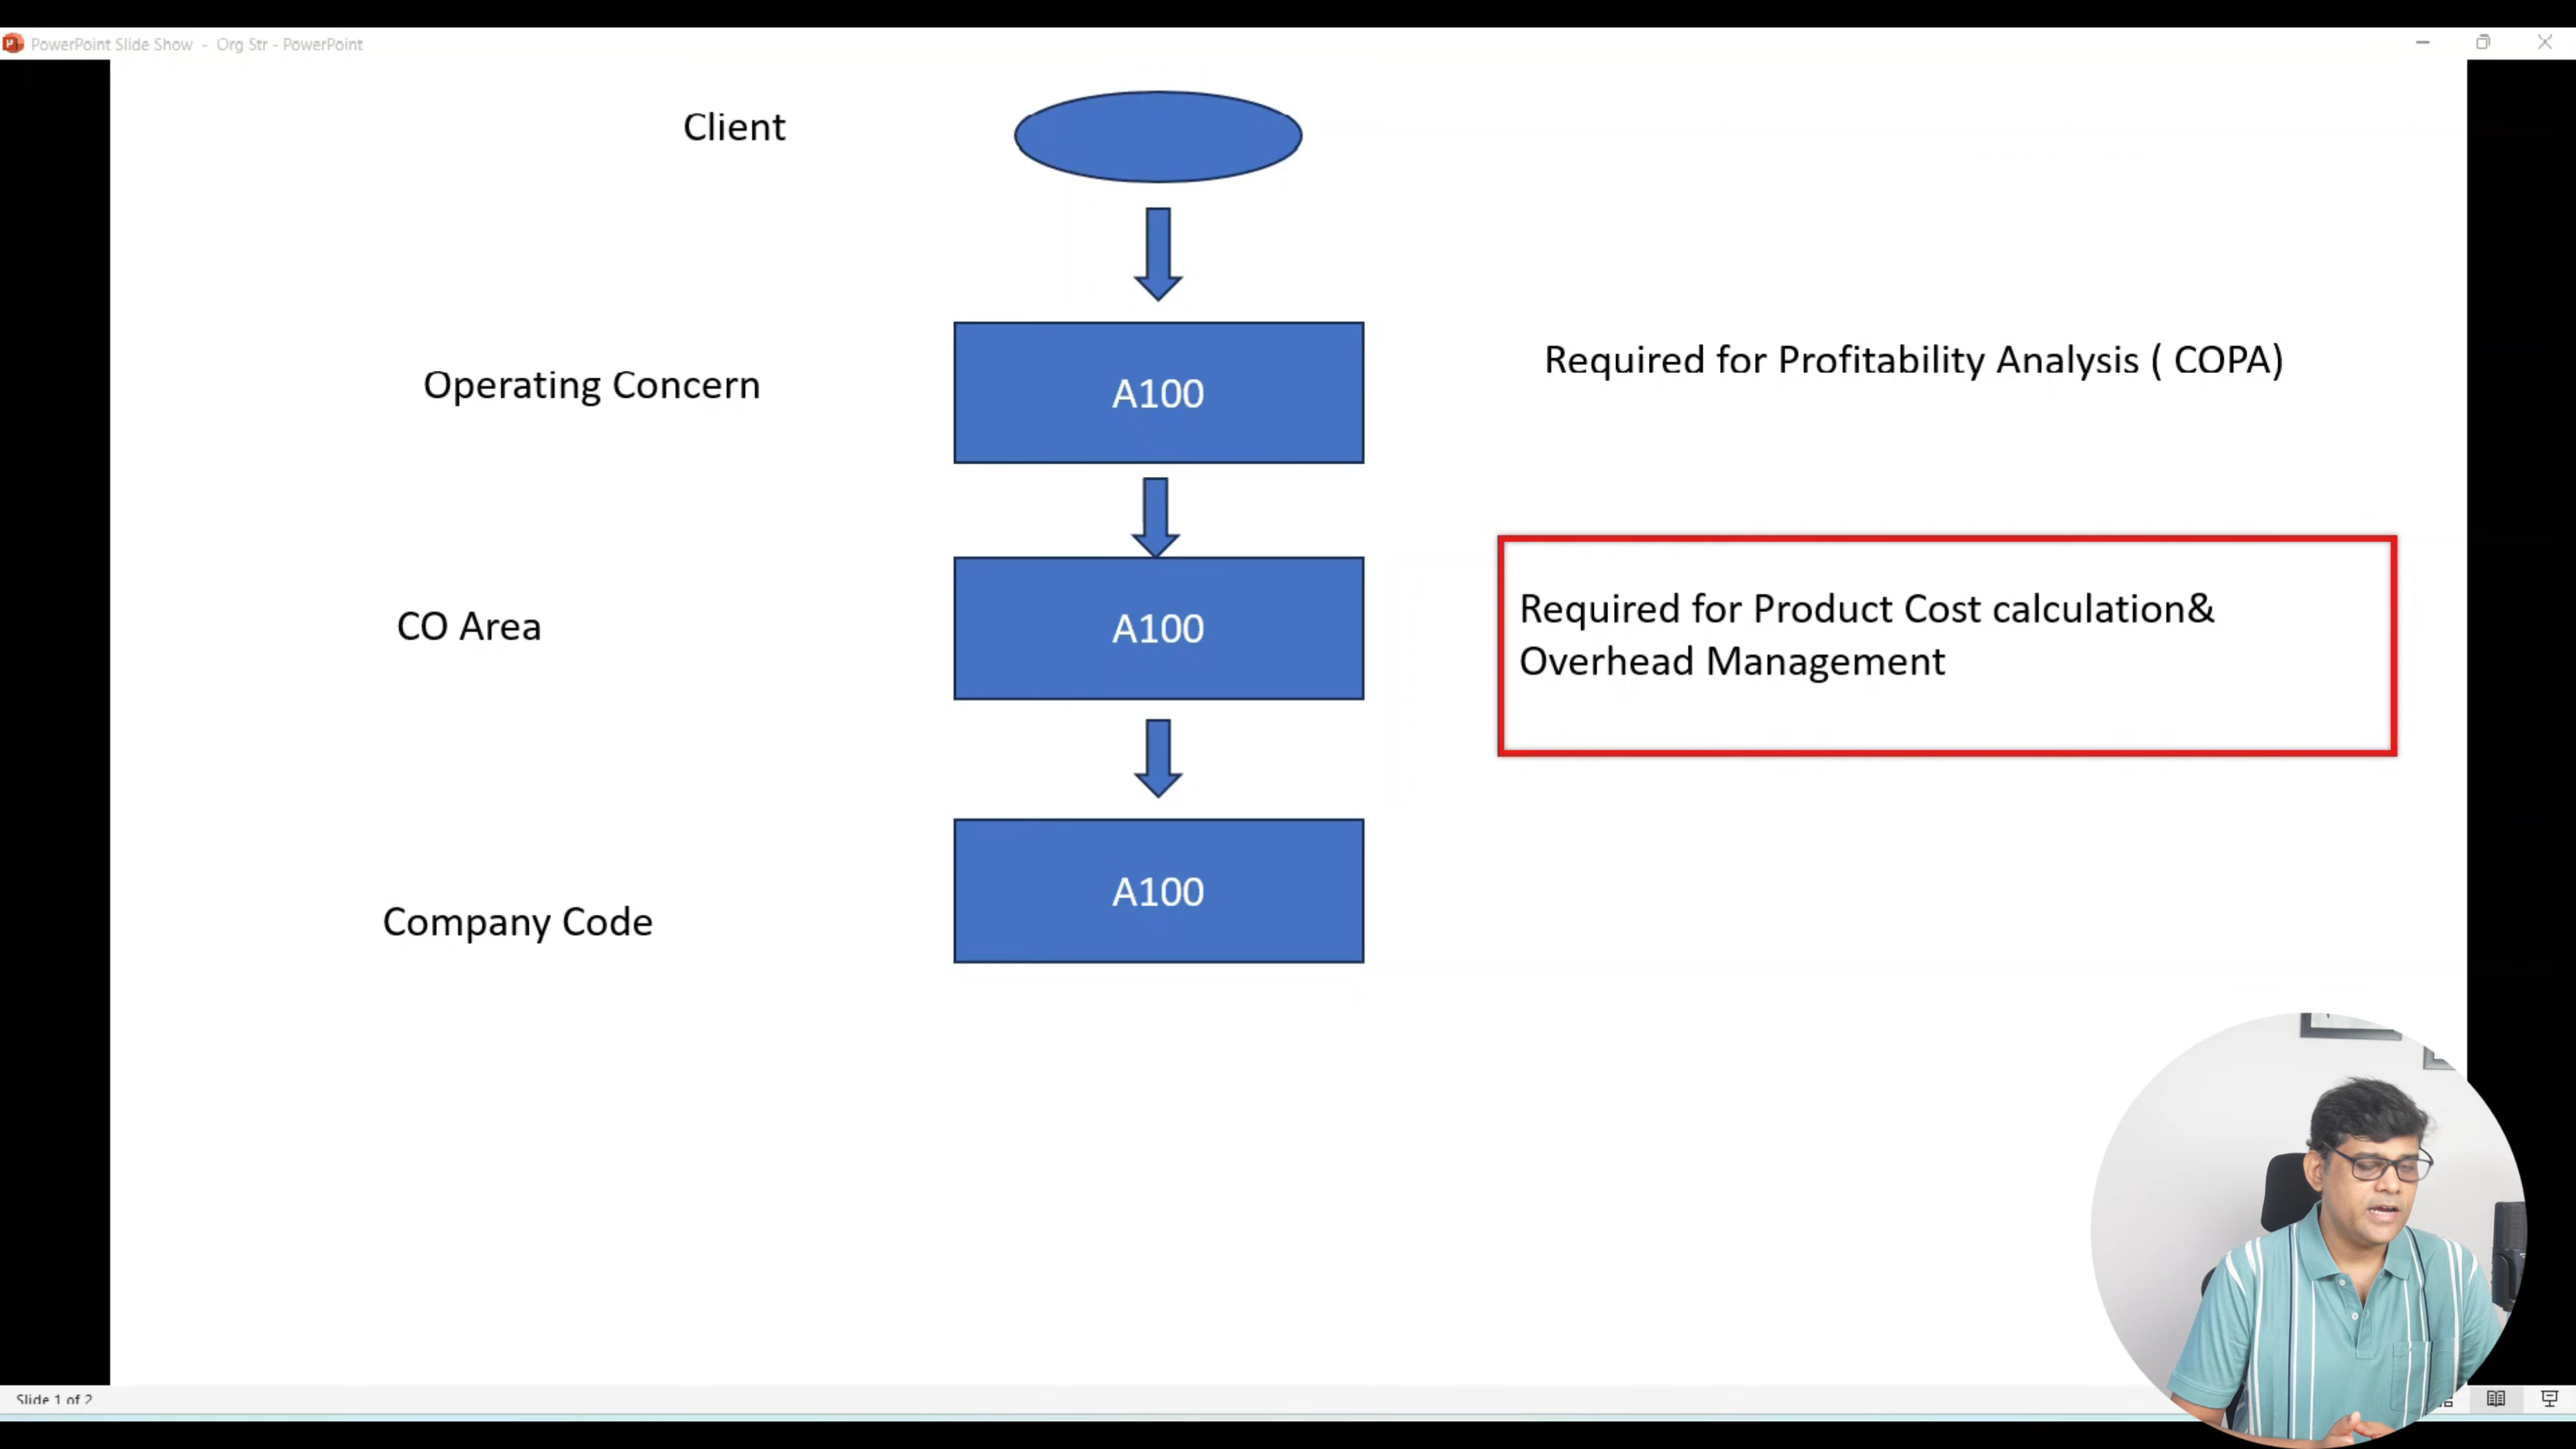 PowerPoint Slide Show - Org Str - PowerPoint
Client
Operating Concern
A100
Required for Profitability Analysis ( COPA)
CO Area
A100
Required for Product Cost calculation&
Overhead Management
Company Code
A100
Slide 1 of 2